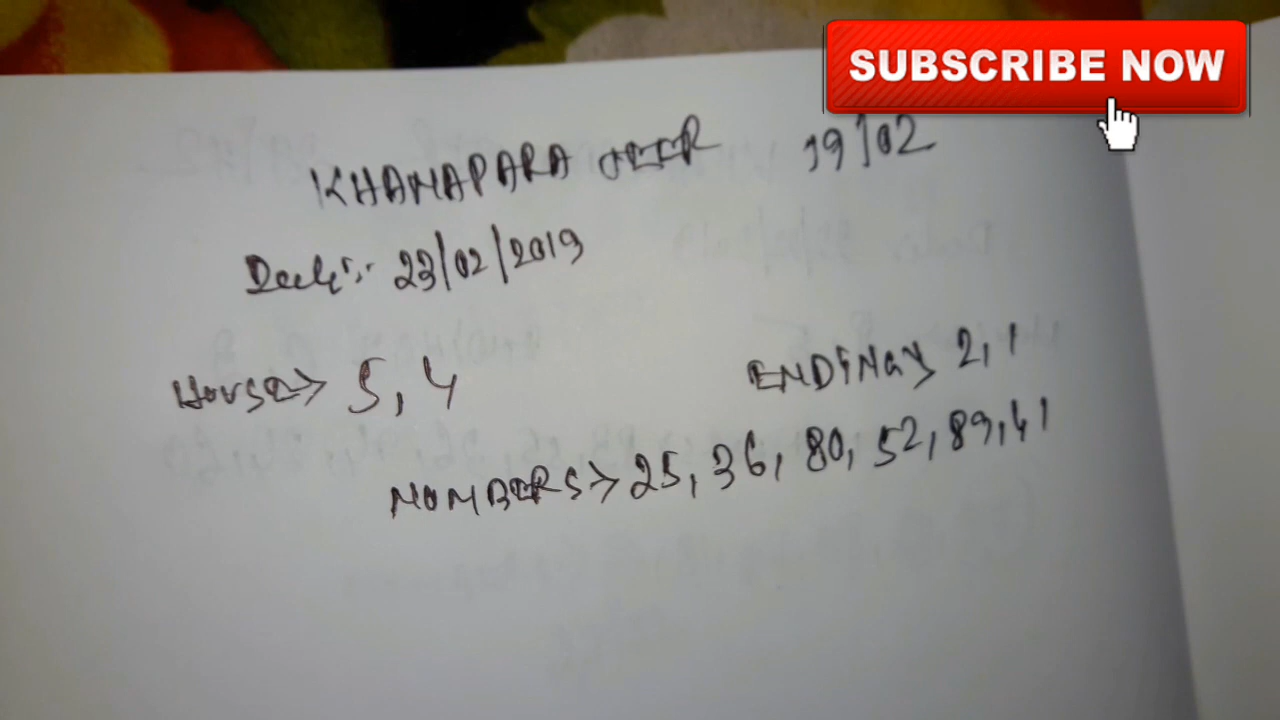 SUBSCRIBE NOW
KHANAPARA TEER 19/02
Date:- 23/02/2019
House> 5, 4
ENDING> 2, 1
NUMBERS> 25, 36, 80, 52, 89, 41